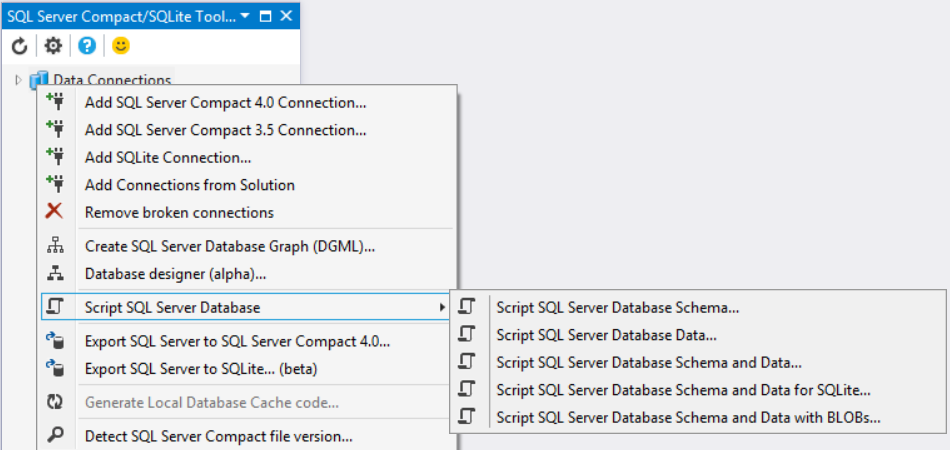 SQL Server Compact/SQLite Tool...
Data Connections
Add SQL Server Compact 4.0 Connection...
Add SQL Server Compact 3.5 Connection...
Add SQLite Connection...
Add Connections from Solution
Remove broken connections
Create SQL Server Database Graph (DGML)...
Database designer (alpha)...
Script SQL Server Database
Script SQL Server Database Schema...
Script SQL Server Database Data...
Script SQL Server Database Schema and Data...
Script SQL Server Database Schema and Data for SQLite...
Script SQL Server Database Schema and Data with BLOBs...
Export SQL Server to SQL Server Compact 4.0...
Export SQL Server to SQLite... (beta)
Generate Local Database Cache code...
Detect SQL Server Compact file version...